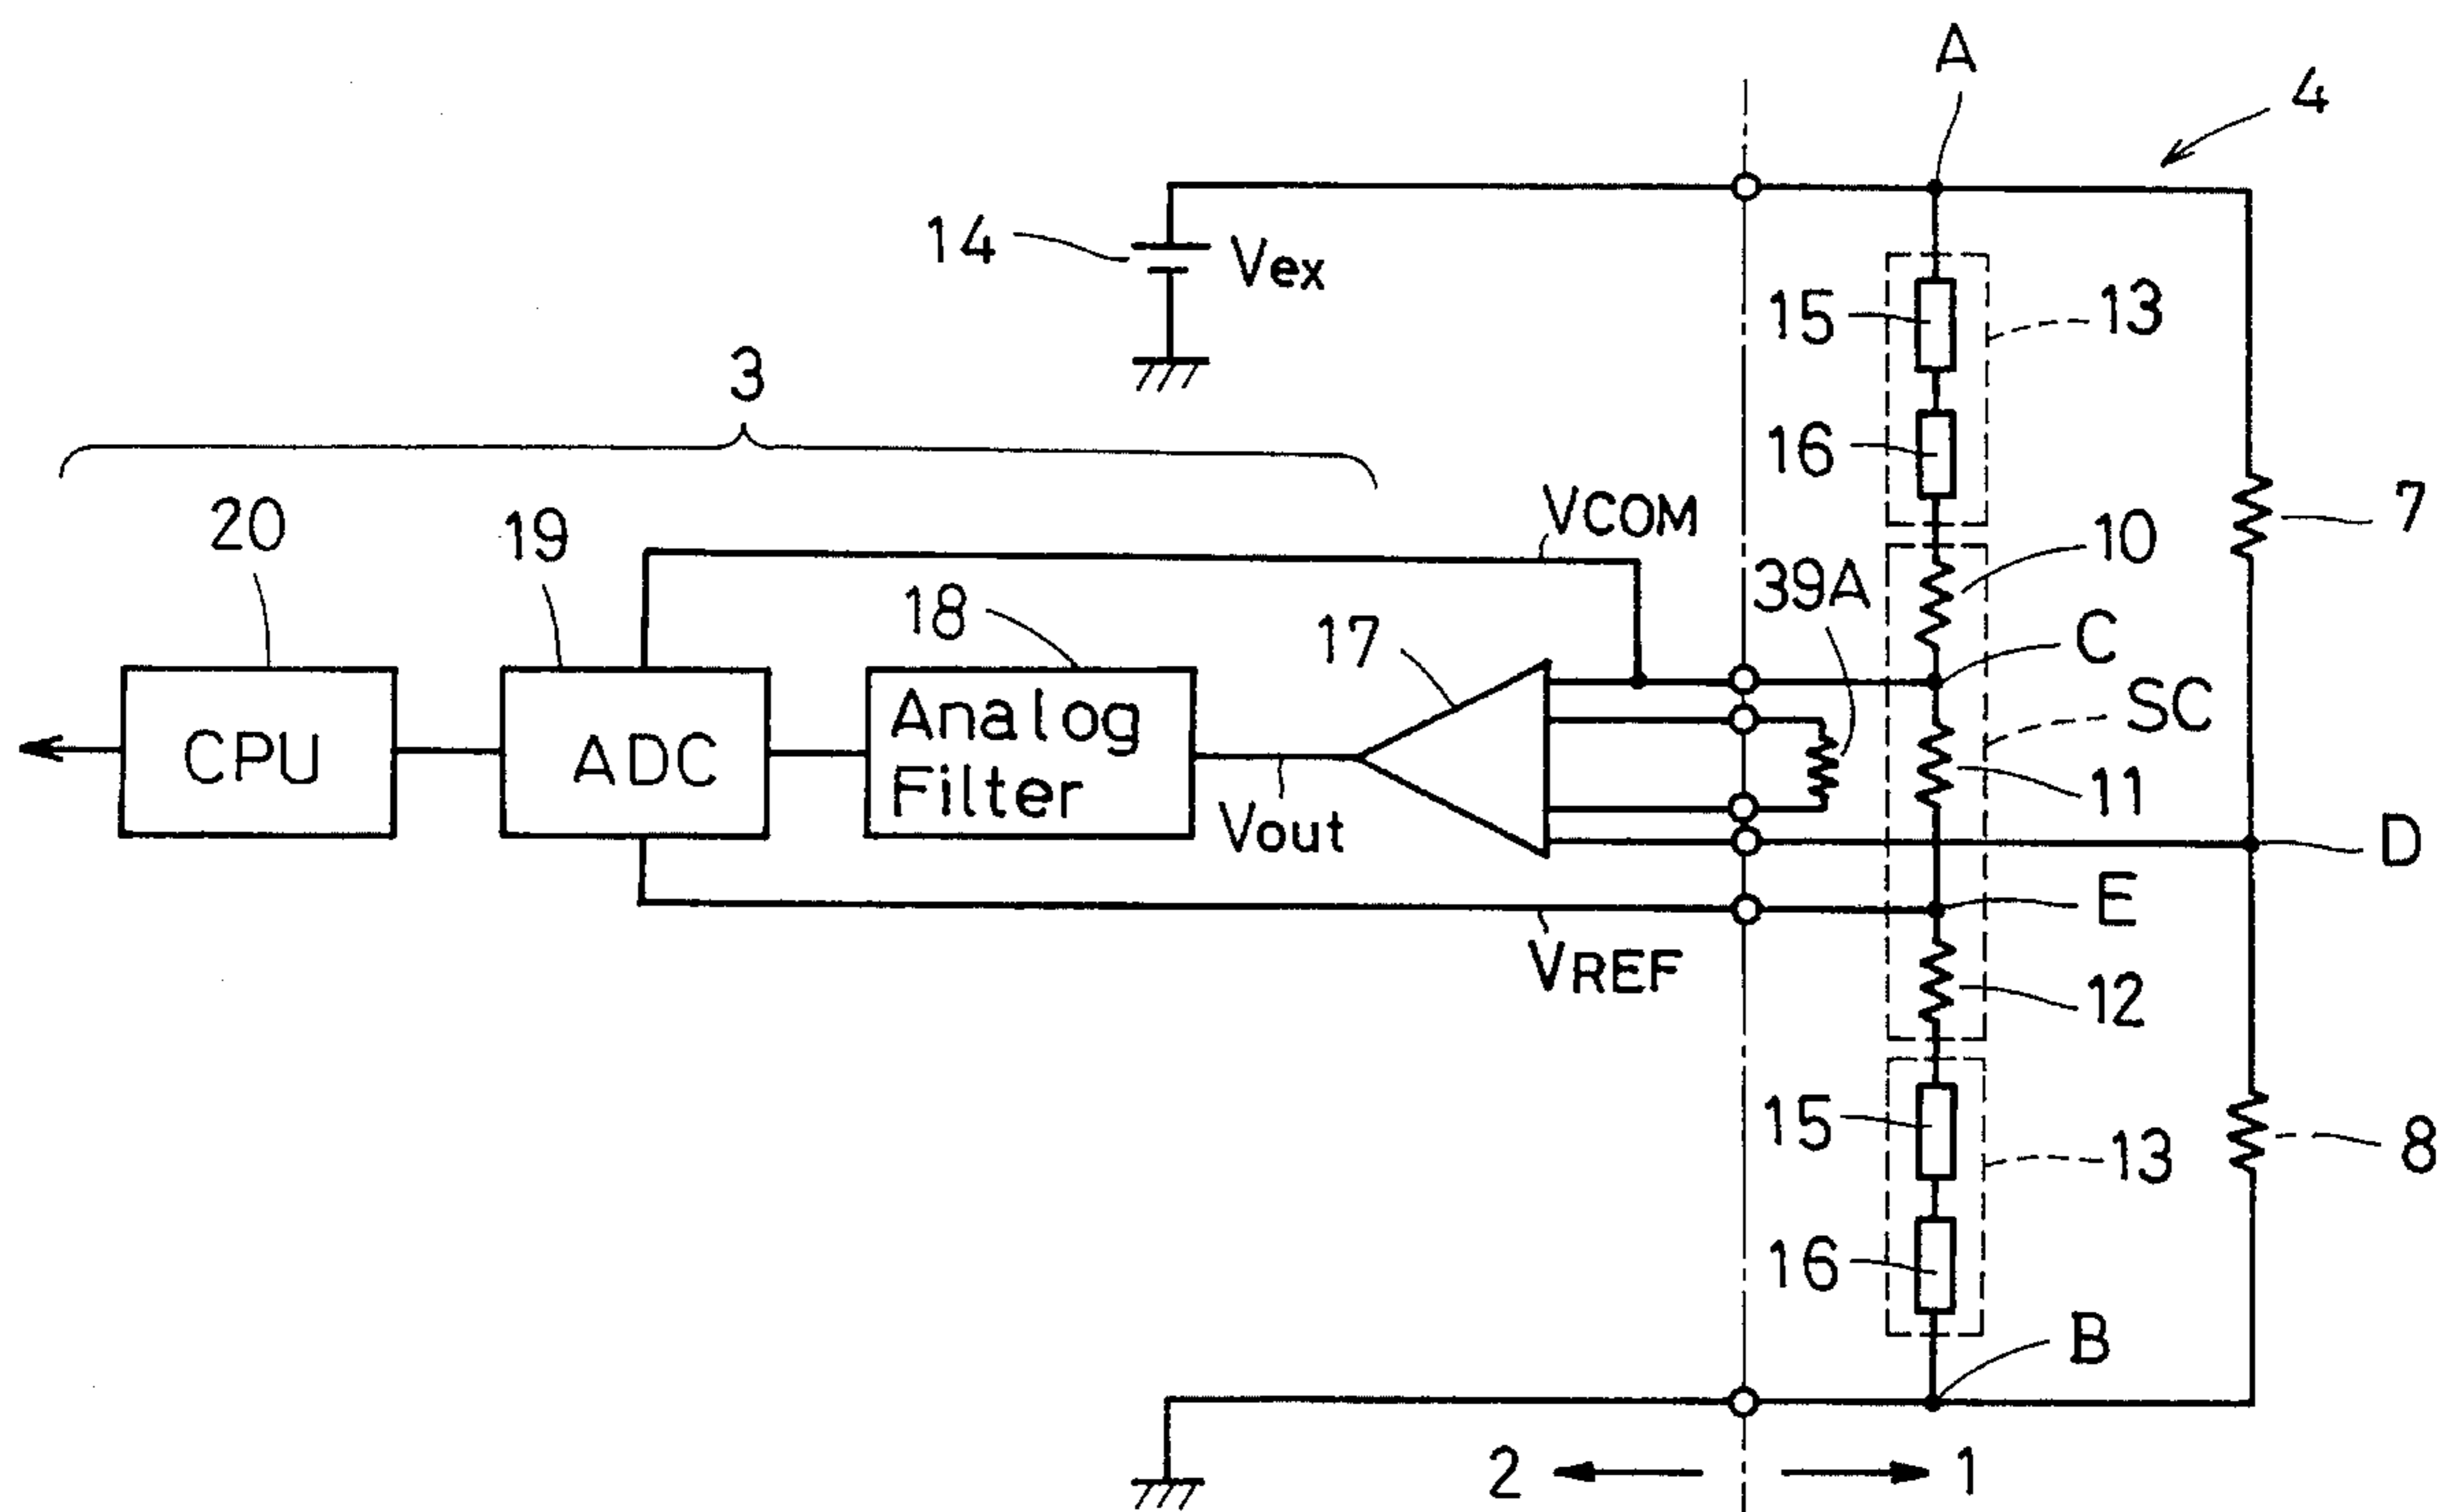 A
4
14
Vex
15
13
3
16
7
VCOM
10
20
19
39A
18
17
C
SC
CPU
ADC
Analog
Filter
11
Vout
D
E
VREF
12
15
13
8
16
B
2
1